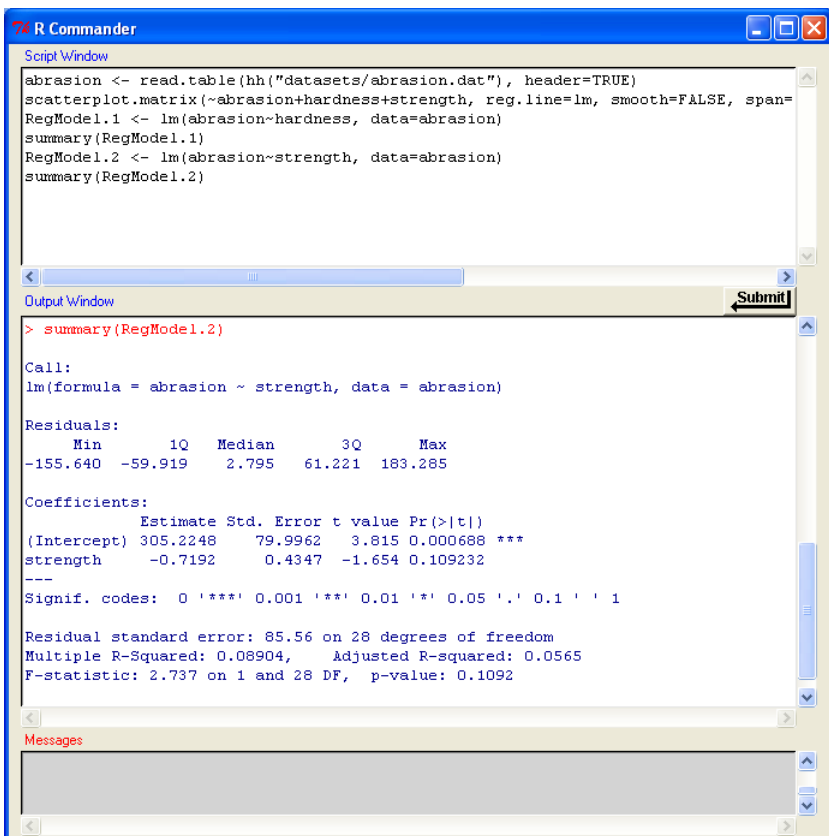 R Commander
Script Window
abrasion <- read.table(hh("datasets/abrasion.dat"), header=TRUE)
scatterplot.matrix(~abrasion+hardness+strength, reg.line=lm, smooth=FALSE, span=
RegModel.1 <- lm(abrasion~hardness, data=abrasion)
summary(RegModel.1)
RegModel.2 <- lm(abrasion~strength, data=abrasion)
summary(RegModel.2)
Output Window
Submit
> summary(RegModel.2)
Call:
lm(formula = abrasion ~ strength, data = abrasion)
Residuals:
     Min       1Q   Median       3Q      Max
-155.640  -59.919    2.795   61.221  183.285
Coefficients:
            Estimate Std. Error t value Pr(>|t|)
(Intercept) 305.2248    79.9962   3.815 0.000688 ***
strength     -0.7192     0.4347  -1.654 0.109232
---
Signif. codes:  0 '***' 0.001 '**' 0.01 '*' 0.05 '.' 0.1 ' ' 1
Residual standard error: 85.56 on 28 degrees of freedom
Multiple R-Squared: 0.08904,    Adjusted R-squared: 0.0565
F-statistic: 2.737 on 1 and 28 DF,  p-value: 0.1092
Messages